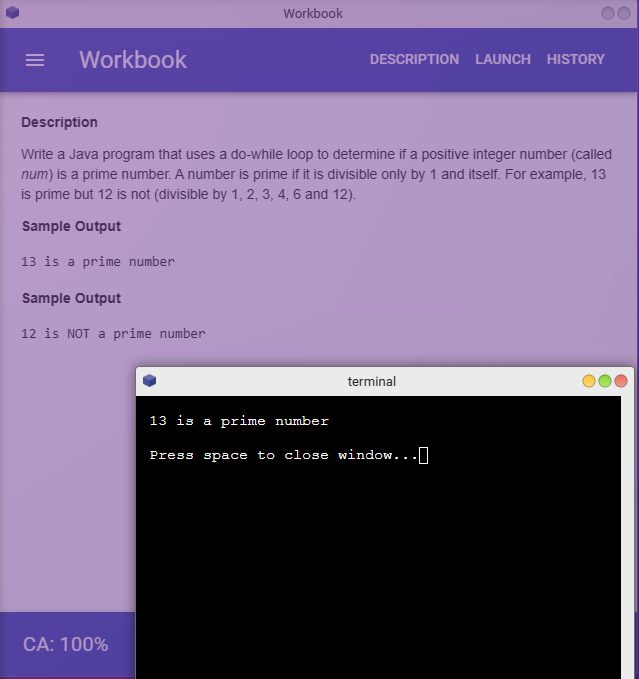 Workbook
Workbook
DESCRIPTION LAUNCH HISTORY
Description
Write a Java program that uses a do-while loop to determine if a positive integer number (called
num) is a prime number. A number is prime if it is divisible only by 1 and itself. For example, 13
is prime but 12 is not (divisible by 1, 2, 3, 4, 6 and 12).
Sample Output
13 is a prime number
Sample Output
12 is NOT a prime number
terminal
13 is a prime number
Press space to close window...
CA: 100%